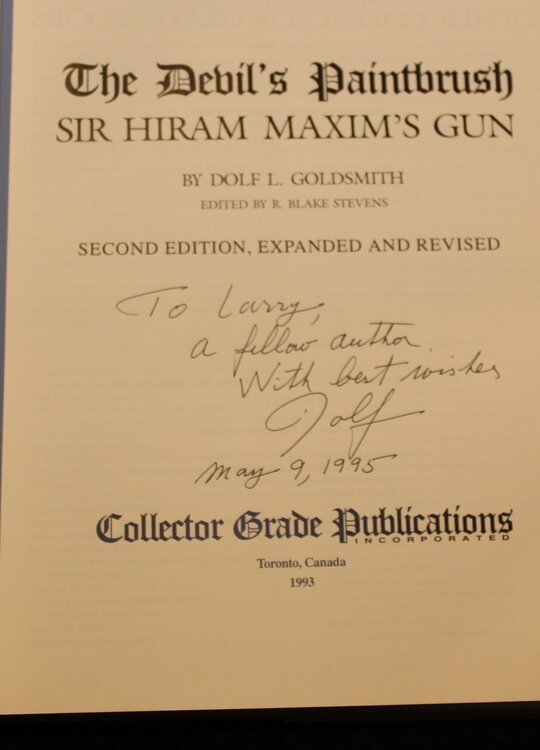 The Devil's Paintbrush
SIR HIRAM MAXIM'S GUN
BY DOLF L. GOLDSMITH
EDITED BY R. BLAKE STEVENS
SECOND EDITION, EXPANDED AND REVISED
To Larry,
a fellow author
With best wishes
Dolf
May 9, 1995
Collector Grade Publications
INCORPORATED
Toronto, Canada
1993